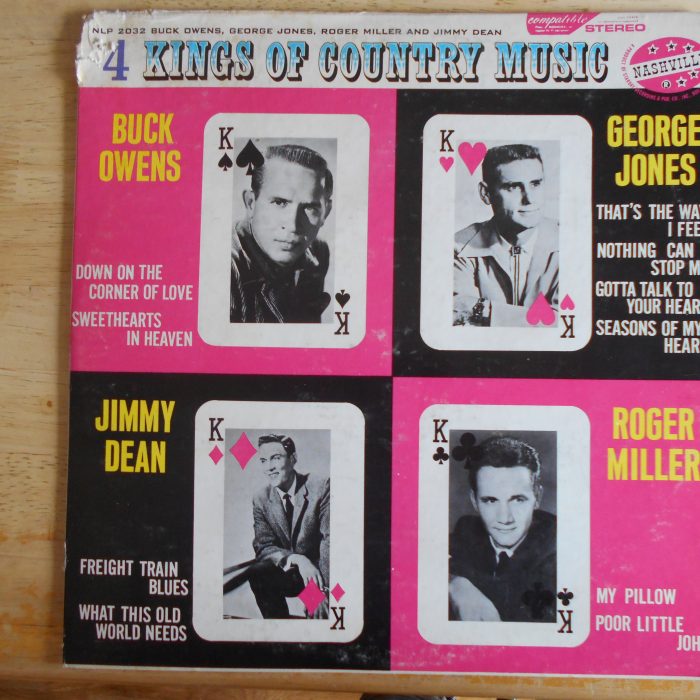 NLP 2032 BUCK OWENS, GEORGE JONES, ROGER MILLER AND JIMMY DEAN
compatible
STEREO
4 KINGS OF COUNTRY MUSIC
NASHVILLE
BUCK
OWENS
K
K
DOWN ON THE
CORNER OF LOVE
SWEETHEARTS
IN HEAVEN
GEORGE
JONES
K
K
THAT'S THE WAY
I FEE
NOTHING CAN
STOP M
GOTTA TALK TO
YOUR HEAR
SEASONS OF MY
HEAR
JIMMY
DEAN
K
K
FREIGHT TRAIN
BLUES
WHAT THIS OLD
WORLD NEEDS
ROGER
MILLER
K
K
MY PILLOW
POOR LITTLE
JOH